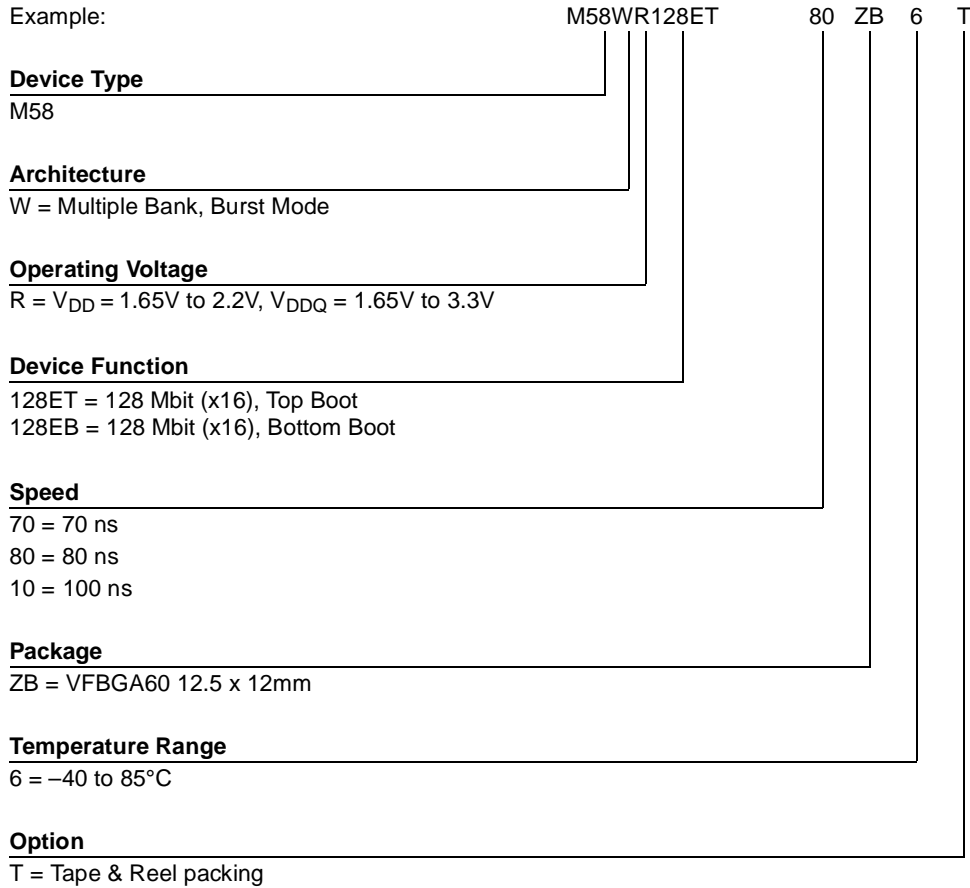 Example: M58WR128ET 80 ZB 6 T
Device Type
M58
Architecture
W = Multiple Bank, Burst Mode
Operating Voltage
R = VDD = 1.65V to 2.2V, VDDQ = 1.65V to 3.3V
Device Function
128ET = 128 Mbit (x16), Top Boot
128EB = 128 Mbit (x16), Bottom Boot
Speed
70 = 70 ns
80 = 80 ns
10 = 100 ns
Package
ZB = VFBGA60 12.5 x 12mm
Temperature Range
6 = –40 to 85°C
Option
T = Tape & Reel packing